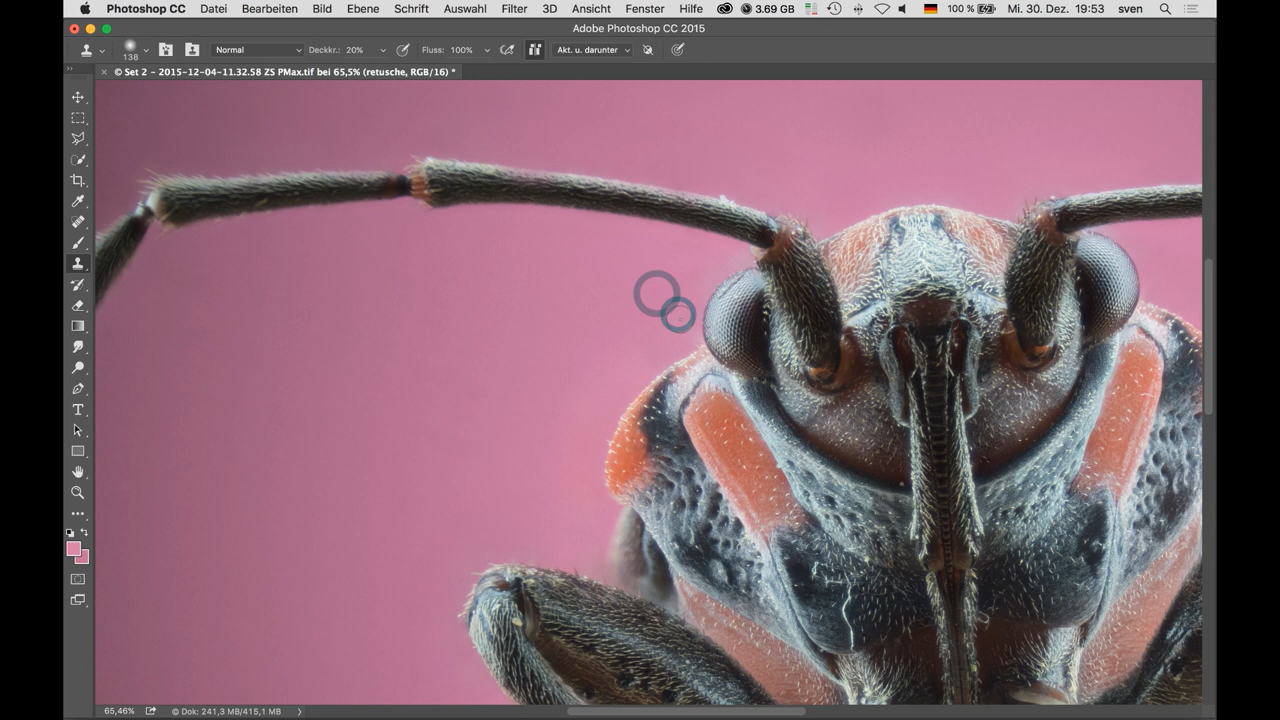 Photoshop CC Datei Bearbeiten Bild Ebene Schrift Auswahl Filter 3D Ansicht Fenster Hilfe 3.69 GB 100 % Mi. 30. Dez. 19:53 sven
Adobe Photoshop CC 2015
138 Normal Deckkr.: 20% Fluss: 100% Akt. u. darunter
© Set 2 - 2015-12-04-11.32.58 ZS PMax.tif bei 65,5% (retusche, RGB/16) *
65,46% © Dok: 241,3 MB/415,1 MB